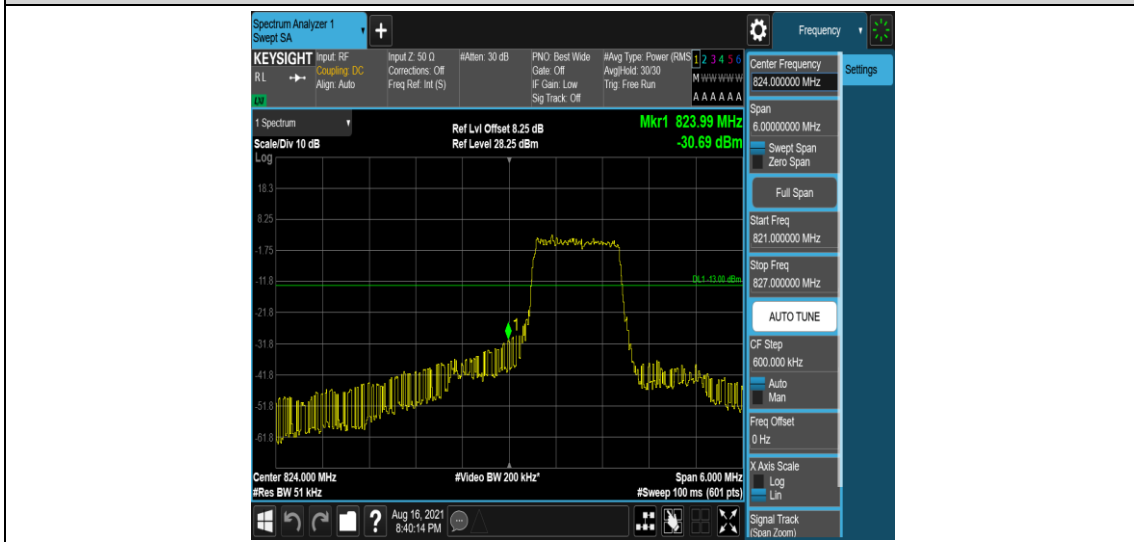 Spectrum Analyzer 1
Swept SA
+
Frequency
KEYSIGHT
RL
LXI
Input: RF
Coupling: DC
Align: Auto
Input Z: 50 Ω
Corrections: Off
Freq Ref: Int (S)
#Atten: 30 dB
PNO: Best Wide
Gate: Off
IF Gain: Low
Sig Track: Off
#Avg Type: Power (RMS
Avg|Hold: 30/30
Trig: Free Run
1 2 3 4 5 6
M W W W W W
A A A A A A
1 Spectrum
Scale/Div 10 dB
Log
Ref Lvl Offset 8.25 dB
Ref Level 28.25 dBm
Mkr1 823.99 MHz
-30.69 dBm
18.3
8.25
-1.75
-11.8
DL1 -13.00 dBm
-21.8
1
-31.8
-41.8
-51.8
-61.8
Center 824.000 MHz
#Video BW 200 kHz*
Span 6.000 MHz
#Res BW 51 kHz
#Sweep 100 ms (601 pts)
?
Aug 16, 2021
8:40:14 PM
Center Frequency
824.000000 MHz
Settings
Span
6.00000000 MHz
Swept Span
Zero Span
Full Span
Start Freq
821.000000 MHz
Stop Freq
827.000000 MHz
AUTO TUNE
CF Step
600.000 kHz
Auto
Man
Freq Offset
0 Hz
X Axis Scale
Log
Lin
Signal Track
(Span Zoom)